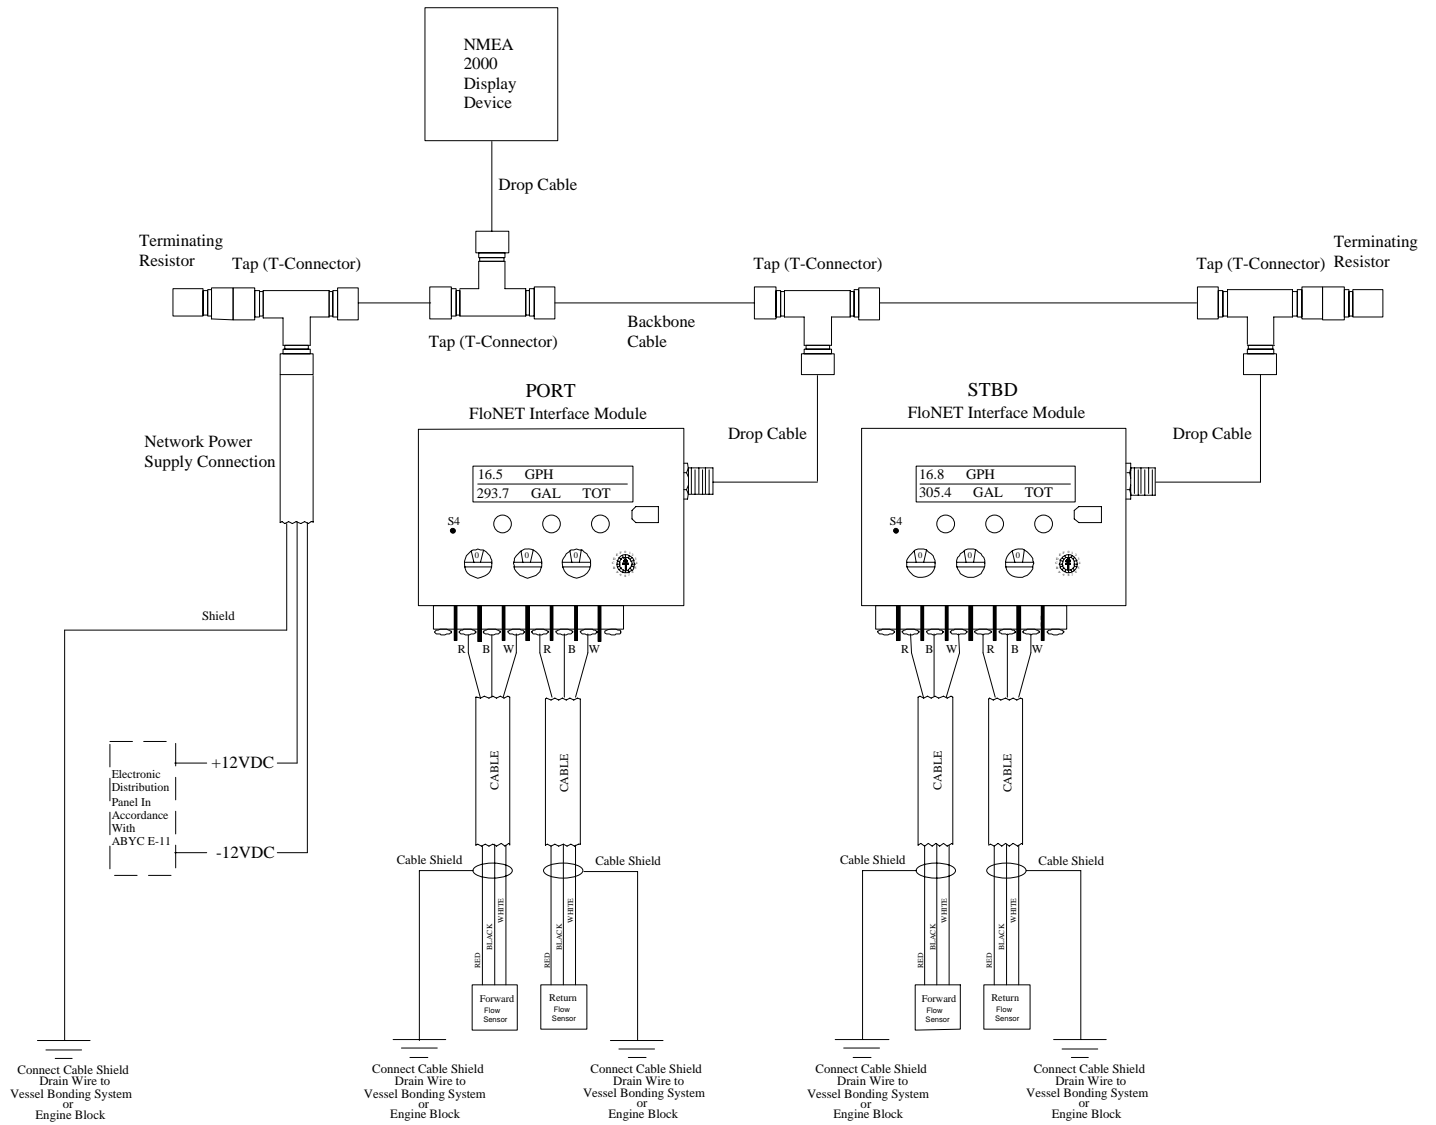 NMEA
2000
Display
Device
Drop Cable
Terminating
Resistor
Tap (T-Connector)
Tap (T-Connector)
Tap (T-Connector)
Tap (T-Connector)
Terminating
Resistor
Backbone
Cable
PORT
FloNET Interface Module
STBD
FloNET Interface Module
Network Power
Supply Connection
Drop Cable
Drop Cable
16.5 GPH
293.7 GAL TOT
S4
0 0 0
16.8 GPH
305.4 GAL TOT
S4
0 0 0
Shield
R B W R B W
R B W R B W
CABLE
CABLE
CABLE
CABLE
+12VDC
-12VDC
Electronic
Distribution
Panel In
Accordance
With
ABYC E-11
Cable Shield
Cable Shield
Cable Shield
Cable Shield
RED
BLACK
WHITE
RED
BLACK
WHITE
RED
BLACK
WHITE
RED
BLACK
WHITE
Forward
Flow
Sensor
Return
Flow
Sensor
Forward
Flow
Sensor
Return
Flow
Sensor
Connect Cable Shield
Drain Wire to
Vessel Bonding System
or
Engine Block
Connect Cable Shield
Drain Wire to
Vessel Bonding System
or
Engine Block
Connect Cable Shield
Drain Wire to
Vessel Bonding System
or
Engine Block
Connect Cable Shield
Drain Wire to
Vessel Bonding System
or
Engine Block
Connect Cable Shield
Drain Wire to
Vessel Bonding System
or
Engine Block